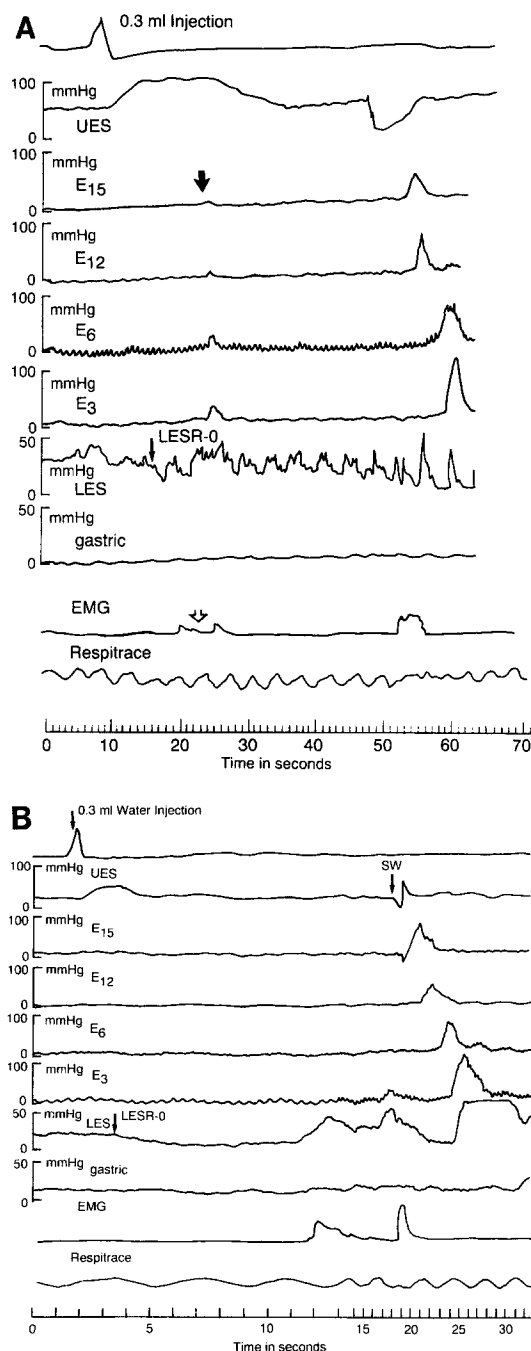 A
0.3 ml Injection
100
mmHg
0
UES
100
mmHg
E15
0
100
mmHg
E12
0
100
mmHg
E6
0
100
mmHg
E3
0
LESR-0
50
mmHg
LES
0
50
mmHg
gastric
0
EMG
Respitrace
0 10 20 30 40 50 60 70
Time in seconds
B
0.3 ml Water Injection
100
mmHg
UES
SW
0
100
mmHg
E15
0
100
mmHg
E12
0
100
mmHg
E6
0
100
mmHg
E3
0
50
mmHg
LES
LESR-0
0
50
mmHg
gastric
0
EMG
Respitrace
0 5 10 15 20 25 30
Time in seconds